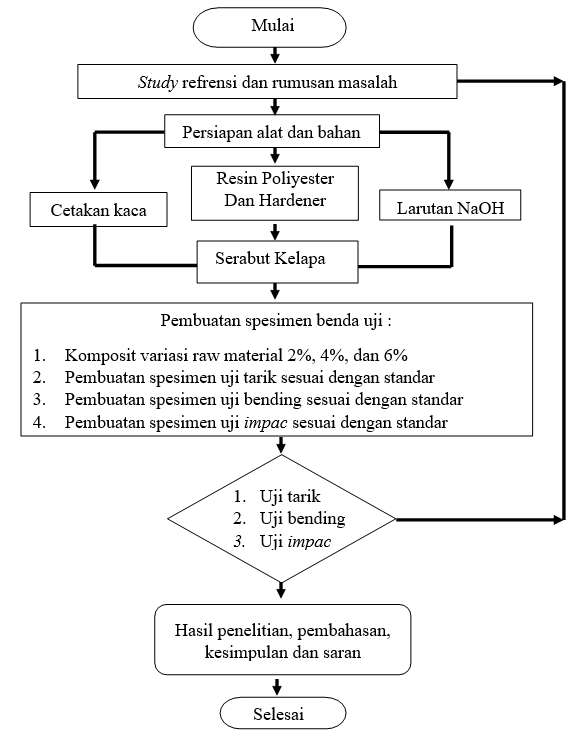 Mulai
Study refrensi dan rumusan masalah
Persiapan alat dan bahan
Cetakan kaca
Resin Poliyester
Dan Hardener
Larutan NaOH
Serabut Kelapa
Pembuatan spesimen benda uji :
1. Komposit variasi raw material 2%, 4%, dan 6%
2. Pembuatan spesimen uji tarik sesuai dengan standar
3. Pembuatan spesimen uji bending sesuai dengan standar
4. Pembuatan spesimen uji impac sesuai dengan standar
1. Uji tarik
2. Uji bending
3. Uji impac
Hasil penelitian, pembahasan,
kesimpulan dan saran
Selesai